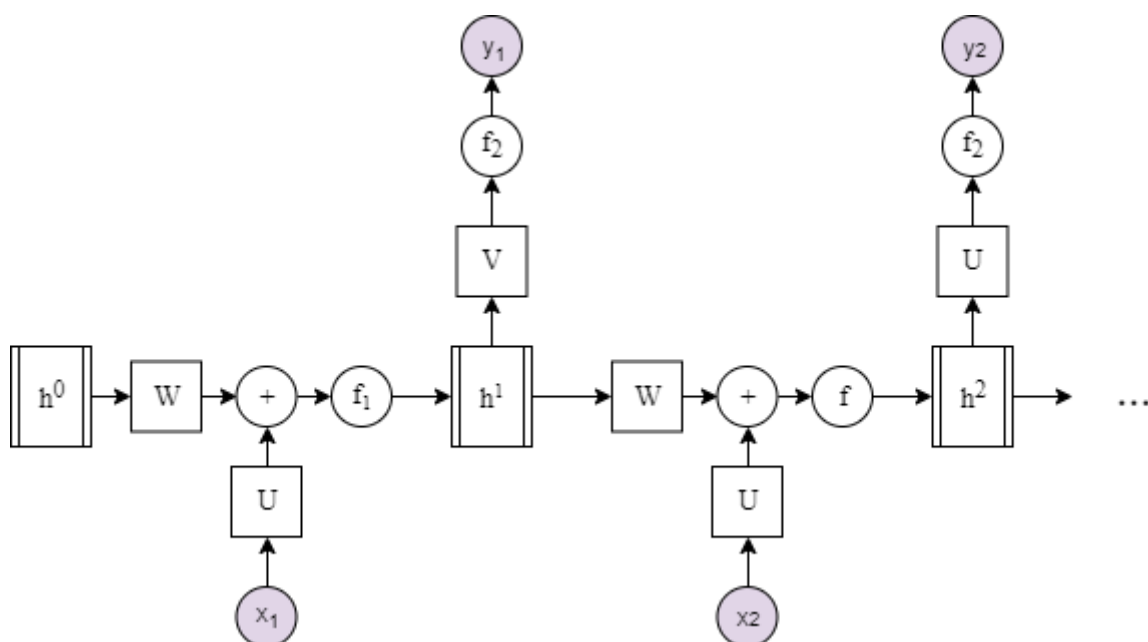 y₁ y2
f₂ f₂
V U
h⁰ W + f₁ h¹ W + f h² ...
U U
x₁ x2